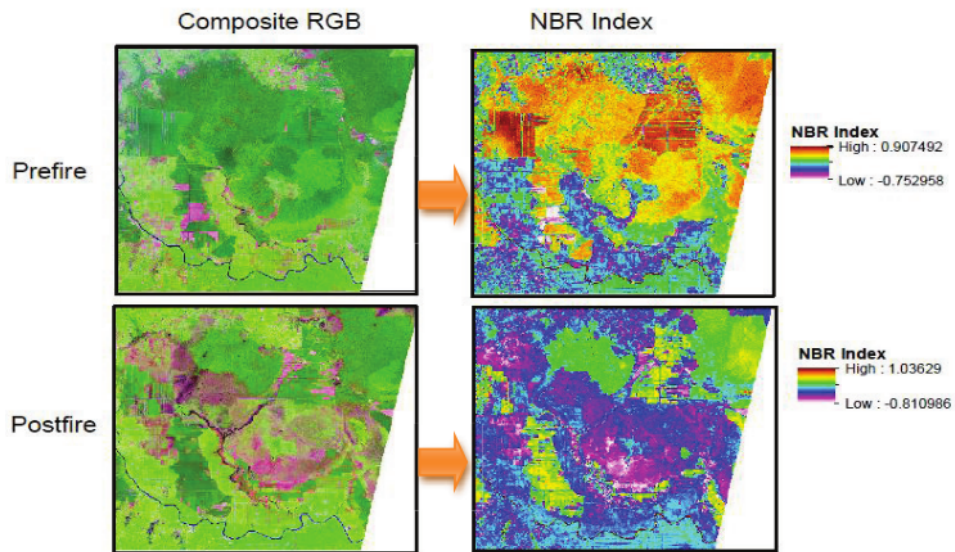 Composite RGB
NBR Index
Prefire
NBR Index
High : 0.907492
Low : -0.752958
Postfire
NBR Index
High : 1.03629
Low : -0.810986